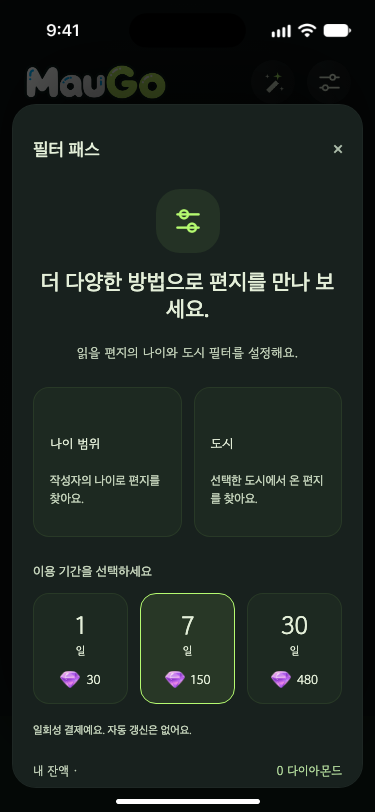 9:41
MauGo
필터 패스
×
더 다양한 방법으로 편지를 만나 보
세요.
읽을 편지의 나이와 도시 필터를 설정해요.
나이 범위
작성자의 나이로 편지를
찾아요.
도시
선택한 도시에서 온 편지
를 찾아요.
이용 기간을 선택하세요
1
일
30
7
일
150
30
일
480
일회성 결제예요. 자동 갱신은 없어요.
내 잔액 ·
0 다이아몬드